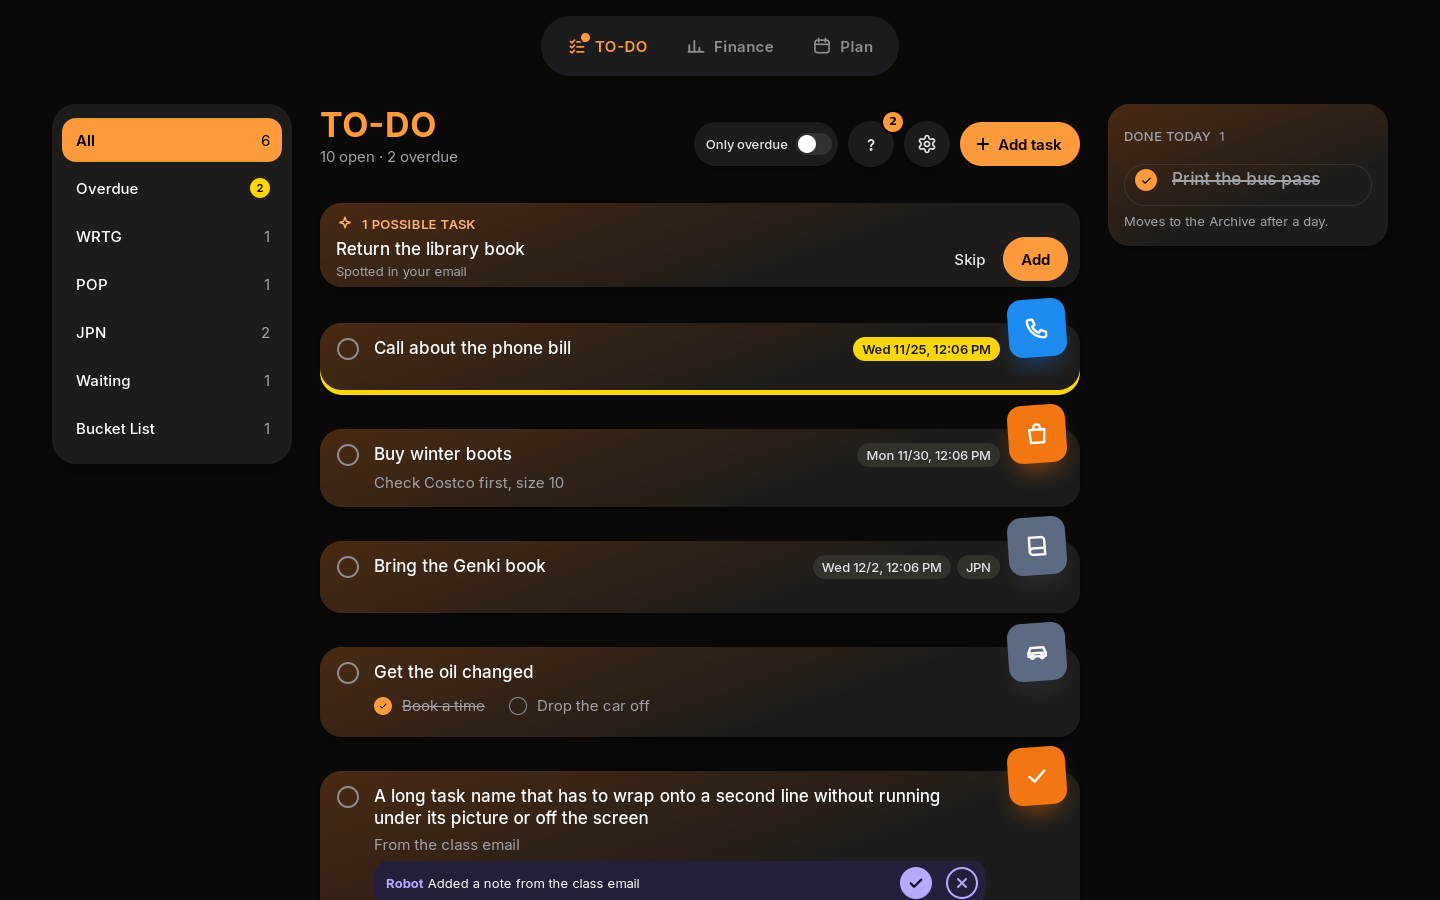 TO-DO
Finance
Plan
All 6
Overdue 2
WRTG 1
POP 1
JPN 2
Waiting 1
Bucket List 1
TO-DO
10 open · 2 overdue
Only overdue
?
2
Add task
1 POSSIBLE TASK
Return the library book
Spotted in your email
Skip
Add
Call about the phone bill
Wed 11/25, 12:06 PM
Buy winter boots
Mon 11/30, 12:06 PM
Check Costco first, size 10
Bring the Genki book
Wed 12/2, 12:06 PM
JPN
Get the oil changed
Book a time
Drop the car off
A long task name that has to wrap onto a second line without running
under its picture or off the screen
From the class email
Robot Added a note from the class email
DONE TODAY 1
Print the bus pass
Moves to the Archive after a day.